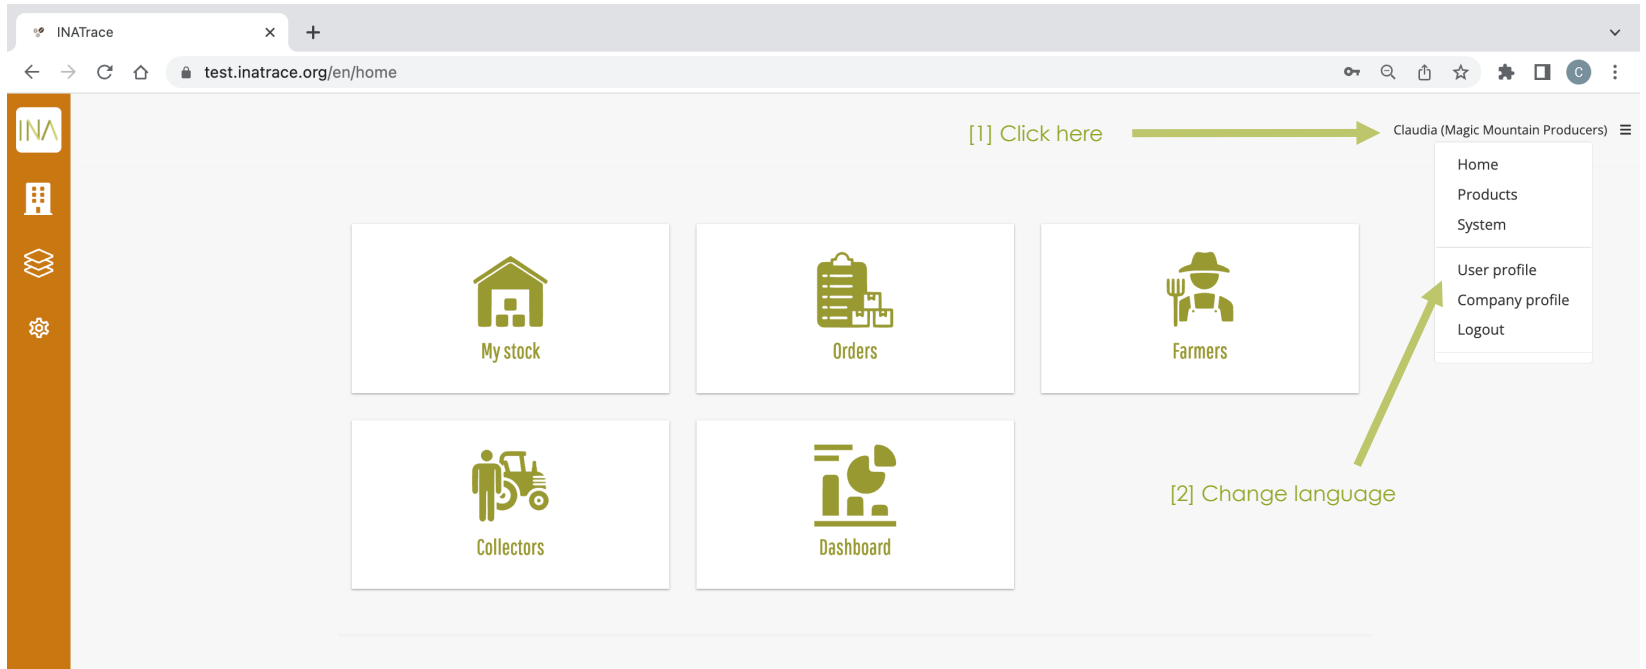 INATrace
test.inatrace.org/en/home
C
INA
[1] Click here
Claudia (Magic Mountain Producers)
Home
Products
System
User profile
Company profile
Logout
My stock
Orders
Farmers
[2] Change language
Collectors
Dashboard